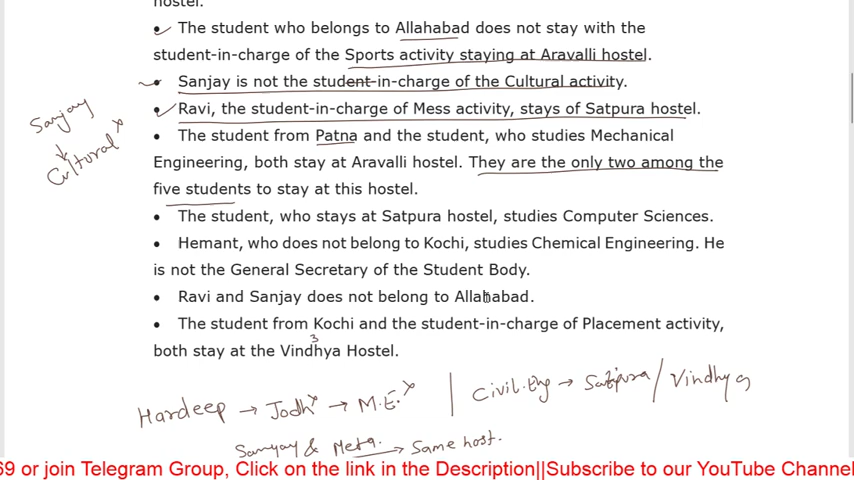 hostel.
• The student who belongs to Allahabad does not stay with the
student-in-charge of the Sports activity staying at Aravalli hostel.
• Sanjay is not the student-in-charge of the Cultural activity.
• Ravi, the student-in-charge of Mess activity, stays of Satpura hostel.
Sanjay
Cultural x
• The student from Patna and the student, who studies Mechanical
Engineering, both stay at Aravalli hostel. They are the only two among the
five students to stay at this hostel.
• The student, who stays at Satpura hostel, studies Computer Sciences.
• Hemant, who does not belong to Kochi, studies Chemical Engineering. He
is not the General Secretary of the Student Body.
• Ravi and Sanjay does not belong to Allahabad.
• The student from Kochi and the student-in-charge of Placement activity,
3
both stay at the Vindhya Hostel.
Hardeep → Jodh x → M.E. x | Civil. Eng → Satpura / Vindhya
Sanjay & Meta. → Same host.
69 or join Telegram Group, Click on the link in the Description||Subscribe to our YouTube Channel